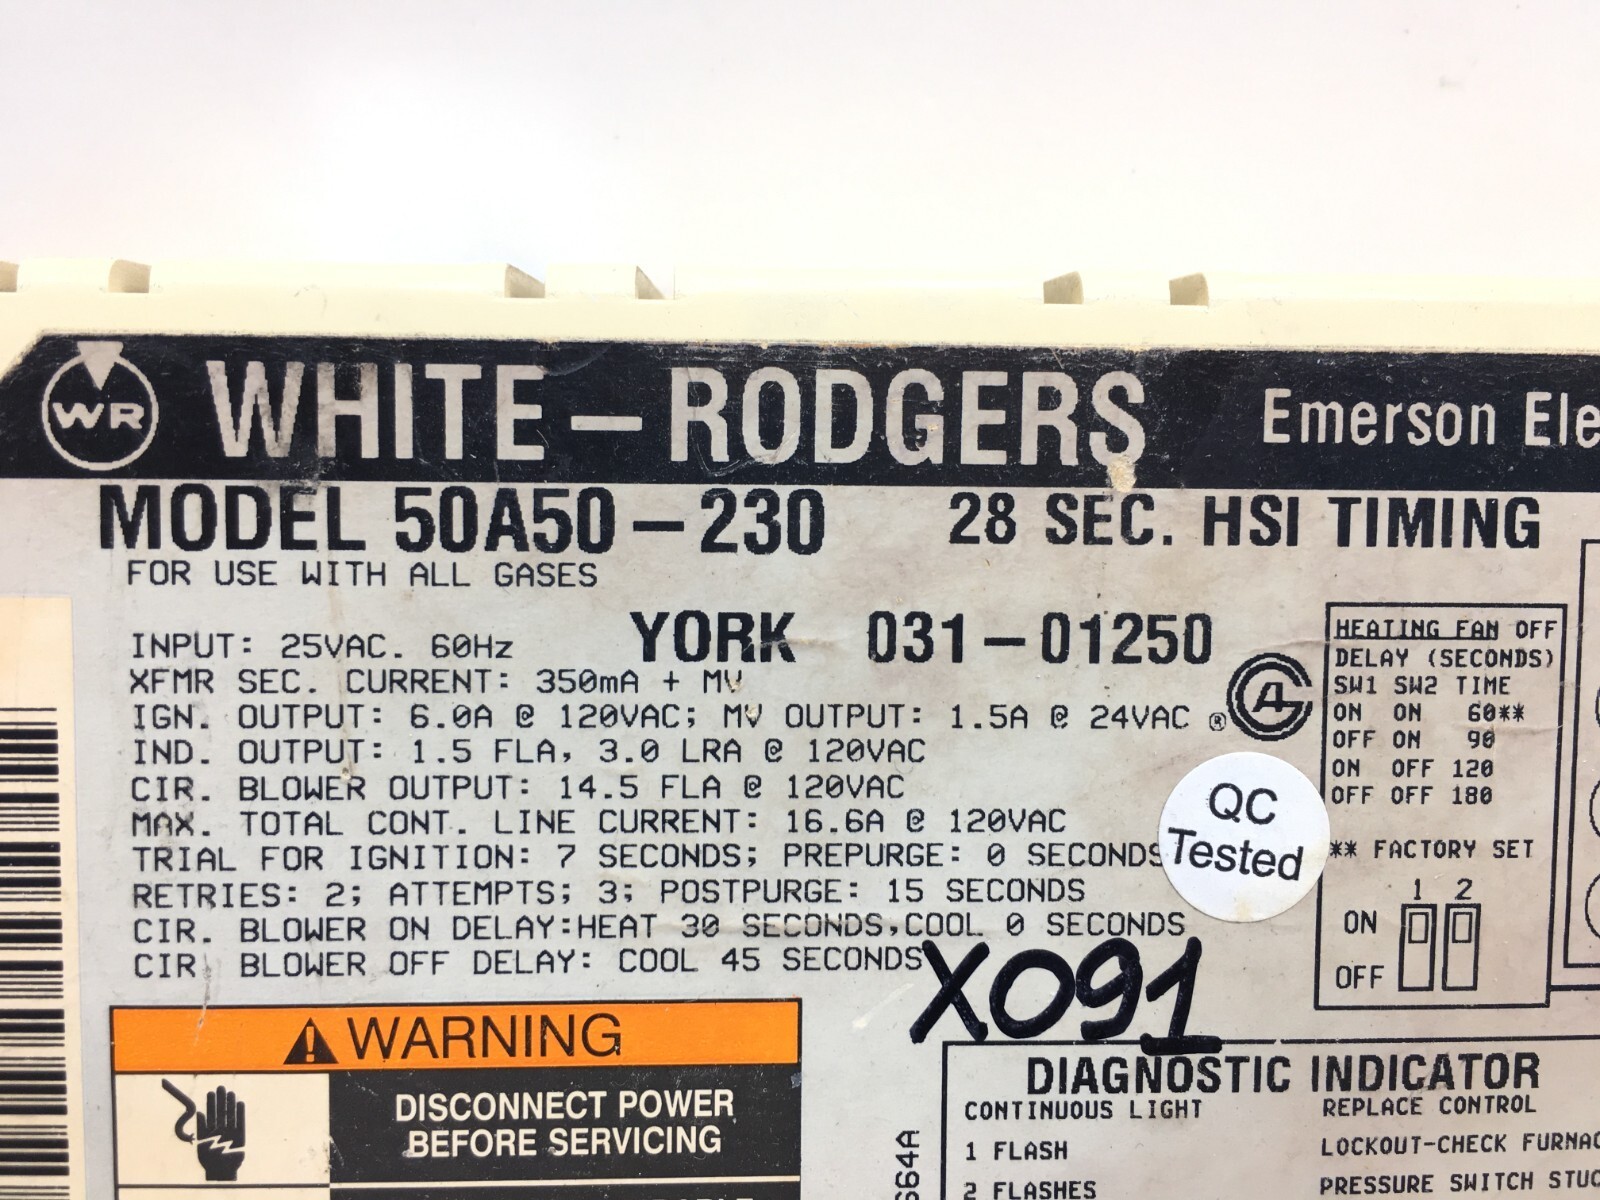 WR WHITE-RODGERS Emerson Ele
MODEL 50A50-230 28 SEC. HSI TIMING
FOR USE WITH ALL GASES
YORK 031-01250
INPUT: 25VAC. 60Hz
XFMR SEC. CURRENT: 350mA + MV
IGN. OUTPUT: 6.0A @ 120VAC; MV OUTPUT: 1.5A @ 24VAC
IND. OUTPUT: 1.5 FLA, 3.0 LRA @ 120VAC
CIR. BLOWER OUTPUT: 14.5 FLA @ 120VAC
MAX. TOTAL CONT. LINE CURRENT: 16.6A @ 120VAC
TRIAL FOR IGNITION: 7 SECONDS; PREPURGE: 0 SECONDS
RETRIES: 2; ATTEMPTS; 3; POSTPURGE: 15 SECONDS
CIR. BLOWER ON DELAY:HEAT 30 SECONDS,COOL 0 SECONDS
CIR. BLOWER OFF DELAY: COOL 45 SECONDS
®
QC
Tested
X091
HEATING FAN OFF
DELAY (SECONDS)
SW1 SW2 TIME
ON ON 60**
OFF ON 90
ON OFF 120
OFF OFF 180
** FACTORY SET
1 2
ON
OFF
WARNING
DISCONNECT POWER
BEFORE SERVICING
664A
DIAGNOSTIC INDICATOR
CONTINUOUS LIGHT REPLACE CONTROL
1 FLASH LOCKOUT-CHECK FURNAC
2 FLASHES PRESSURE SWITCH STUC